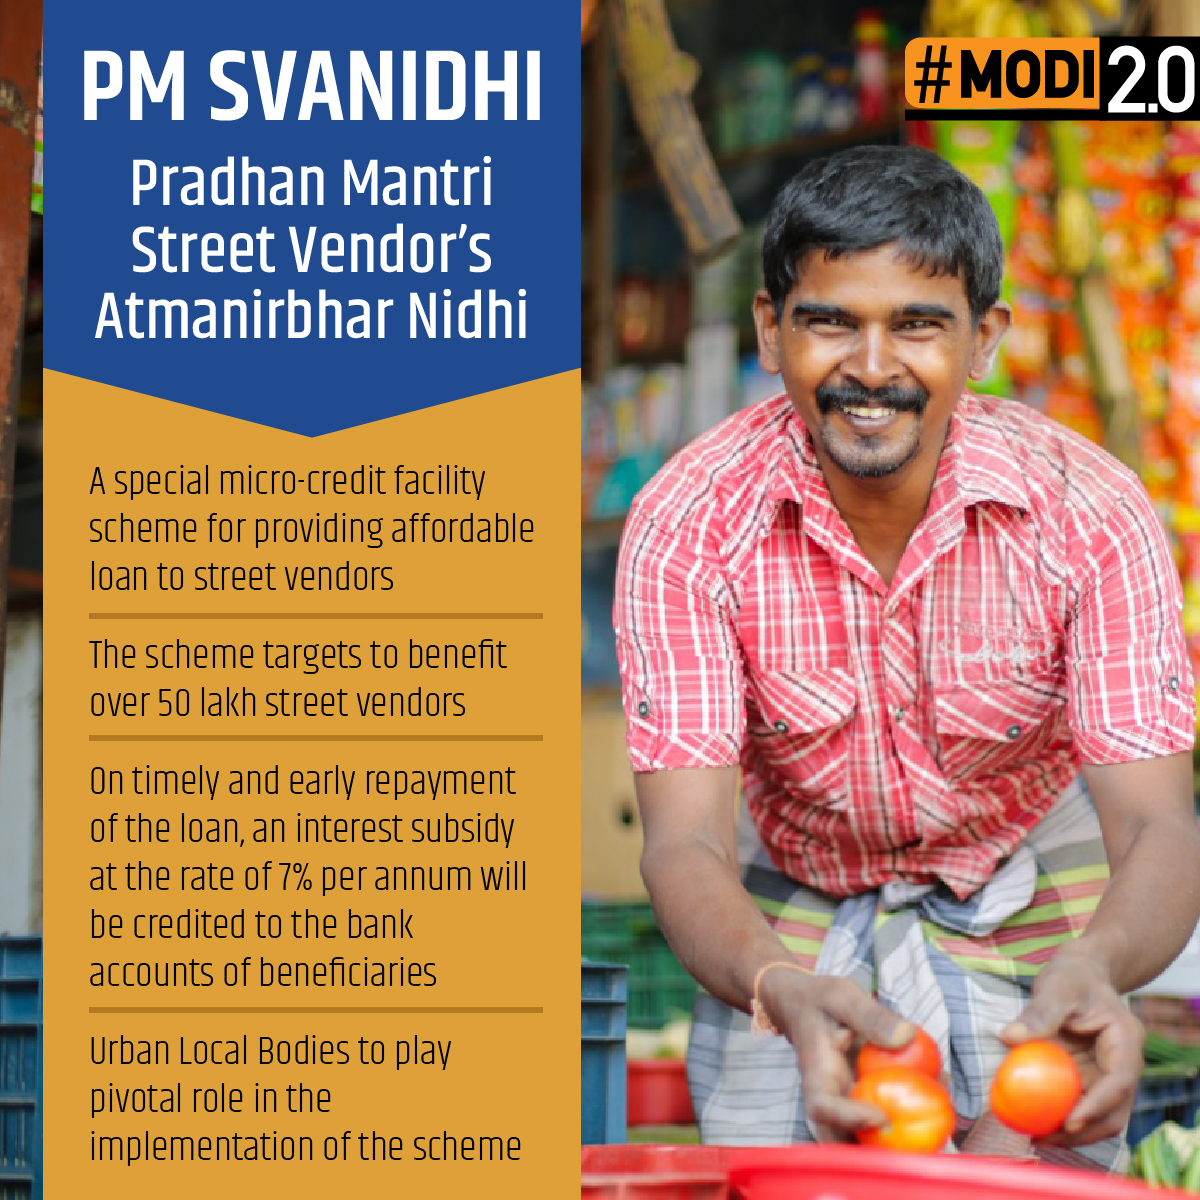 PM SVANIDHI
Pradhan Mantri
Street Vendor’s
Atmanirbhar Nidhi
A special micro-credit facility
scheme for providing affordable
loan to street vendors
The scheme targets to benefit
over 50 lakh street vendors
On timely and early repayment
of the loan, an interest subsidy
at the rate of 7% per annum will
be credited to the bank
accounts of beneficiaries
Urban Local Bodies to play
pivotal role in the
implementation of the scheme
#MODI 2.0